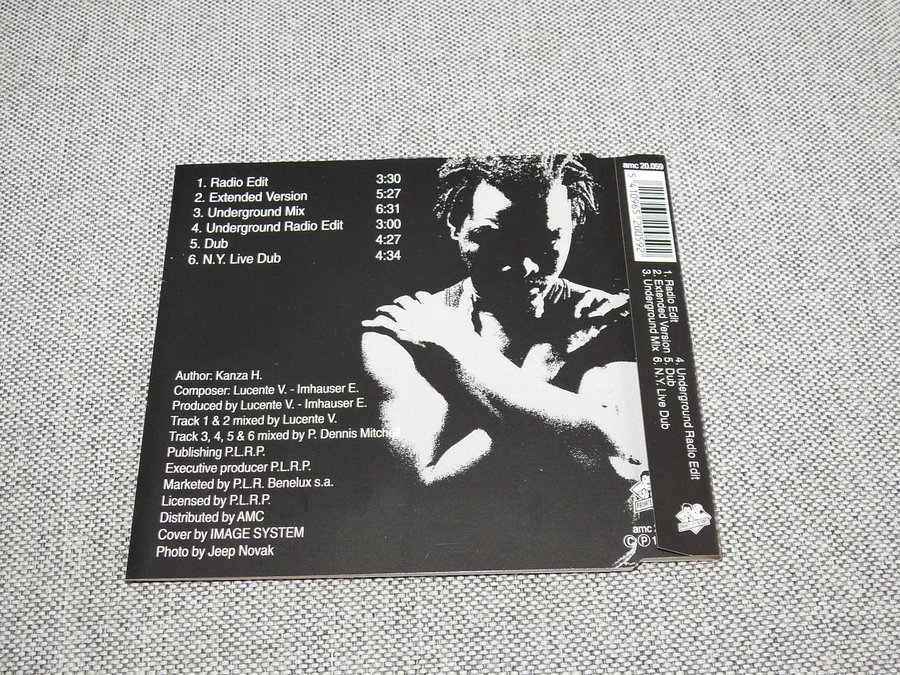 1. Radio Edit 3:30
2. Extended Version 5:27
3. Underground Mix 6:31
4. Underground Radio Edit 3:00
5. Dub 4:27
6. N.Y. Live Dub 4:34
Author: Kanza H.
Composer: Lucente V. - Imhauser E.
Produced by Lucente V. - Imhauser E.
Track 1 & 2 mixed by Lucente V.
Track 3, 4, 5 & 6 mixed by P. Dennis Mitchell
Publishing P.L.R.P.
Executive producer P.L.R.P.
Marketed by P.L.R. Benelux s.a.
Licensed by P.L.R.P.
Distributed by AMC
Cover by IMAGE SYSTEM
Photo by Jeep Novak
amc
© ℗ 1
amc 20.059
1. Radio Edit
2. Extended Version
3. Underground Mix
4. Underground Radio Edit
5. Dub
6. N.Y. Live Dub